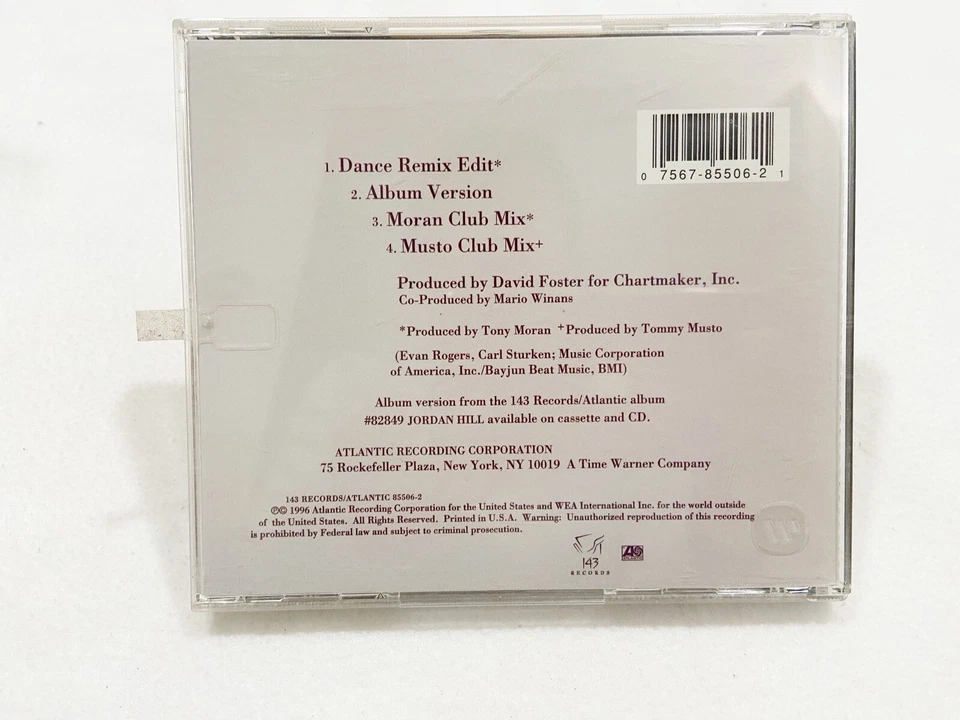 0 7567-85506-2 1
1. Dance Remix Edit*
2. Album Version
3. Moran Club Mix*
4. Musto Club Mix+
Produced by David Foster for Chartmaker, Inc.
Co-Produced by Mario Winans
*Produced by Tony Moran +Produced by Tommy Musto
(Evan Rogers, Carl Sturken; Music Corporation
of America, Inc./Bayjun Beat Music, BMI)
Album version from the 143 Records/Atlantic album
#82849 JORDAN HILL available on cassette and CD.
ATLANTIC RECORDING CORPORATION
75 Rockefeller Plaza, New York, NY 10019 A Time Warner Company
143 RECORDS/ATLANTIC 85506-2
℗© 1996 Atlantic Recording Corporation for the United States and WEA International Inc. for the world outside
of the United States. All Rights Reserved. Printed in U.S.A. Warning: Unauthorized reproduction of this recording
is prohibited by Federal law and subject to criminal prosecution.
143
RECORDS
ATLANTIC